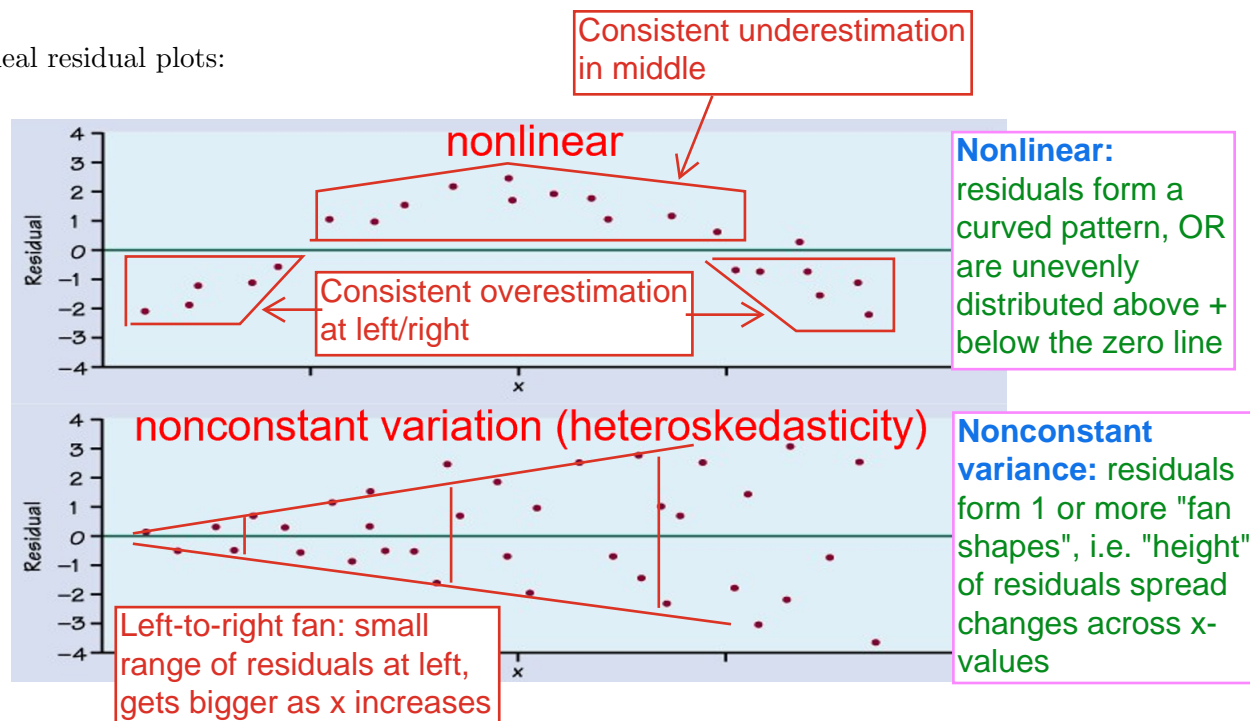 eal residual plots:
Consistent underestimation
in middle
4
3
2
1
0
−1
−2
−3
−4
Residual
x
nonlinear
Consistent overestimation
at left/right
Nonlinear:
residuals form a
curved pattern, OR
are unevenly
distributed above +
below the zero line
4
3
2
1
0
−1
−2
−3
−4
Residual
x
nonconstant variation (heteroskedasticity)
Left-to-right fan: small
range of residuals at left,
gets bigger as x increases
Nonconstant
variance: residuals
form 1 or more "fan
shapes", i.e. "height"
of residuals spread
changes across x-
values